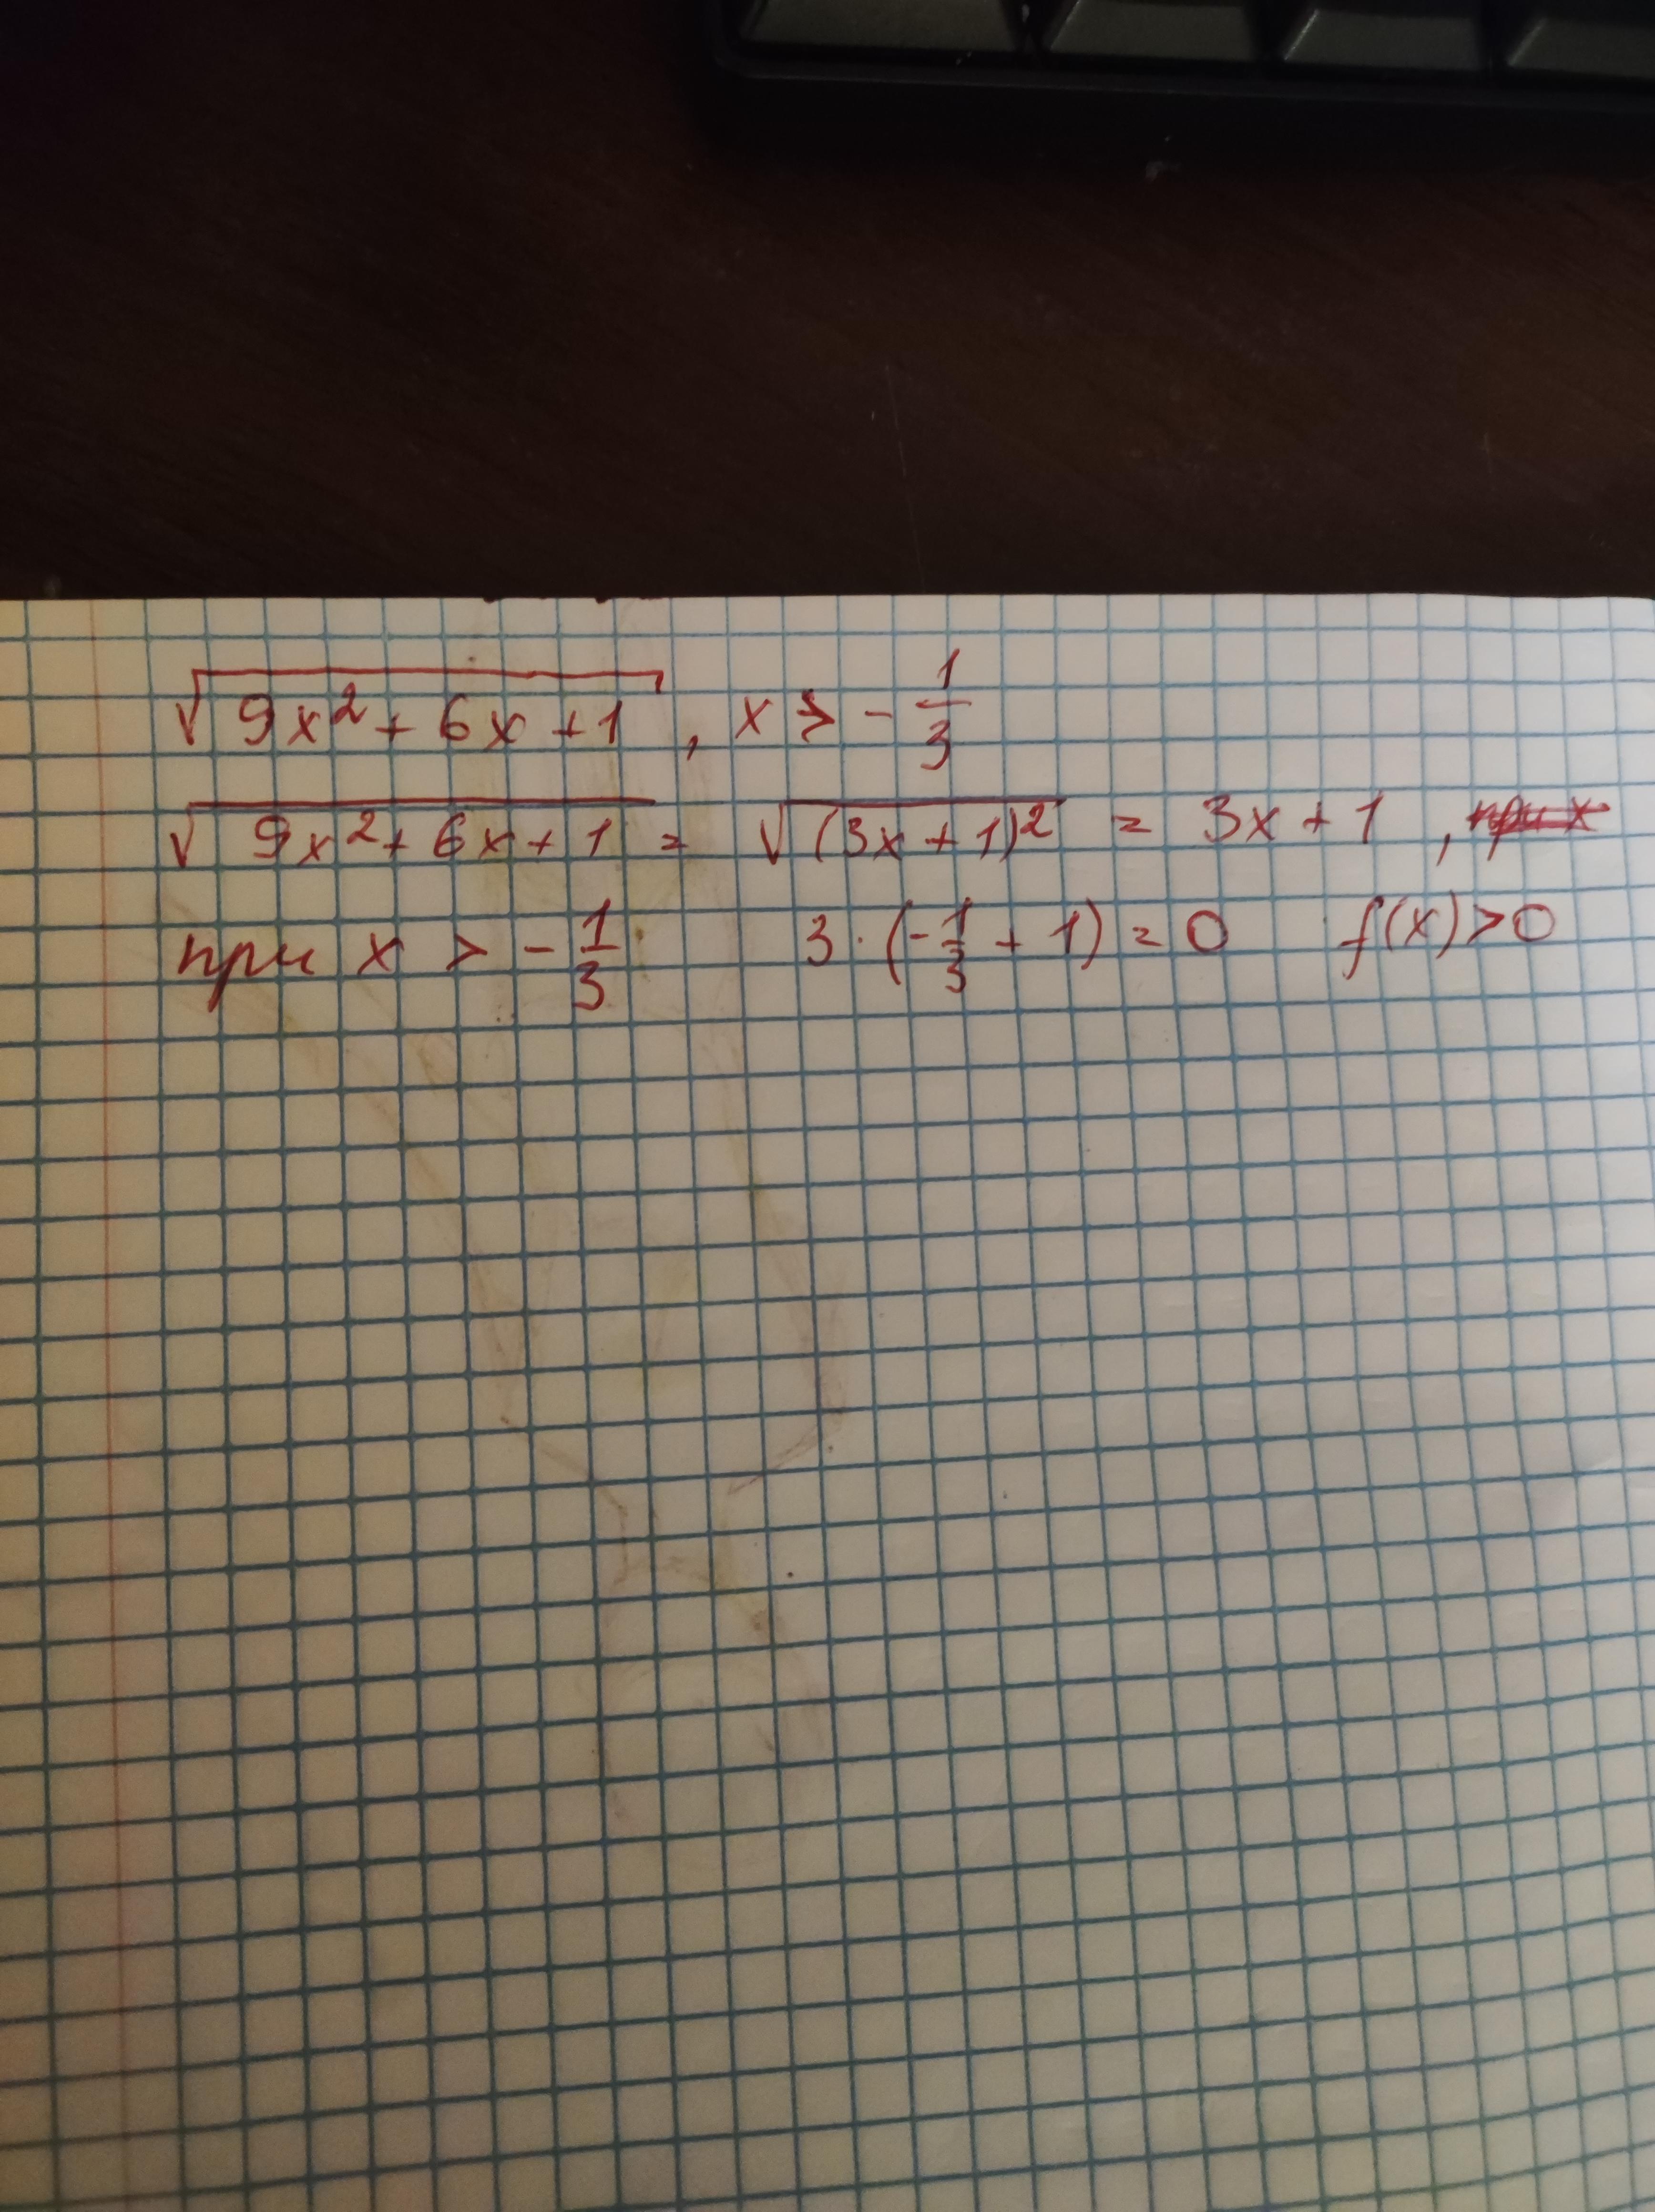 √(9x² + 6x + 1) , x > - 1/3
√(9x² + 6x + 1) = √((3x + 1)²) = 3x + 1 , при x
при x > - 1/3 3 · (- 1/3 + 1) = 0 f(x) > 0